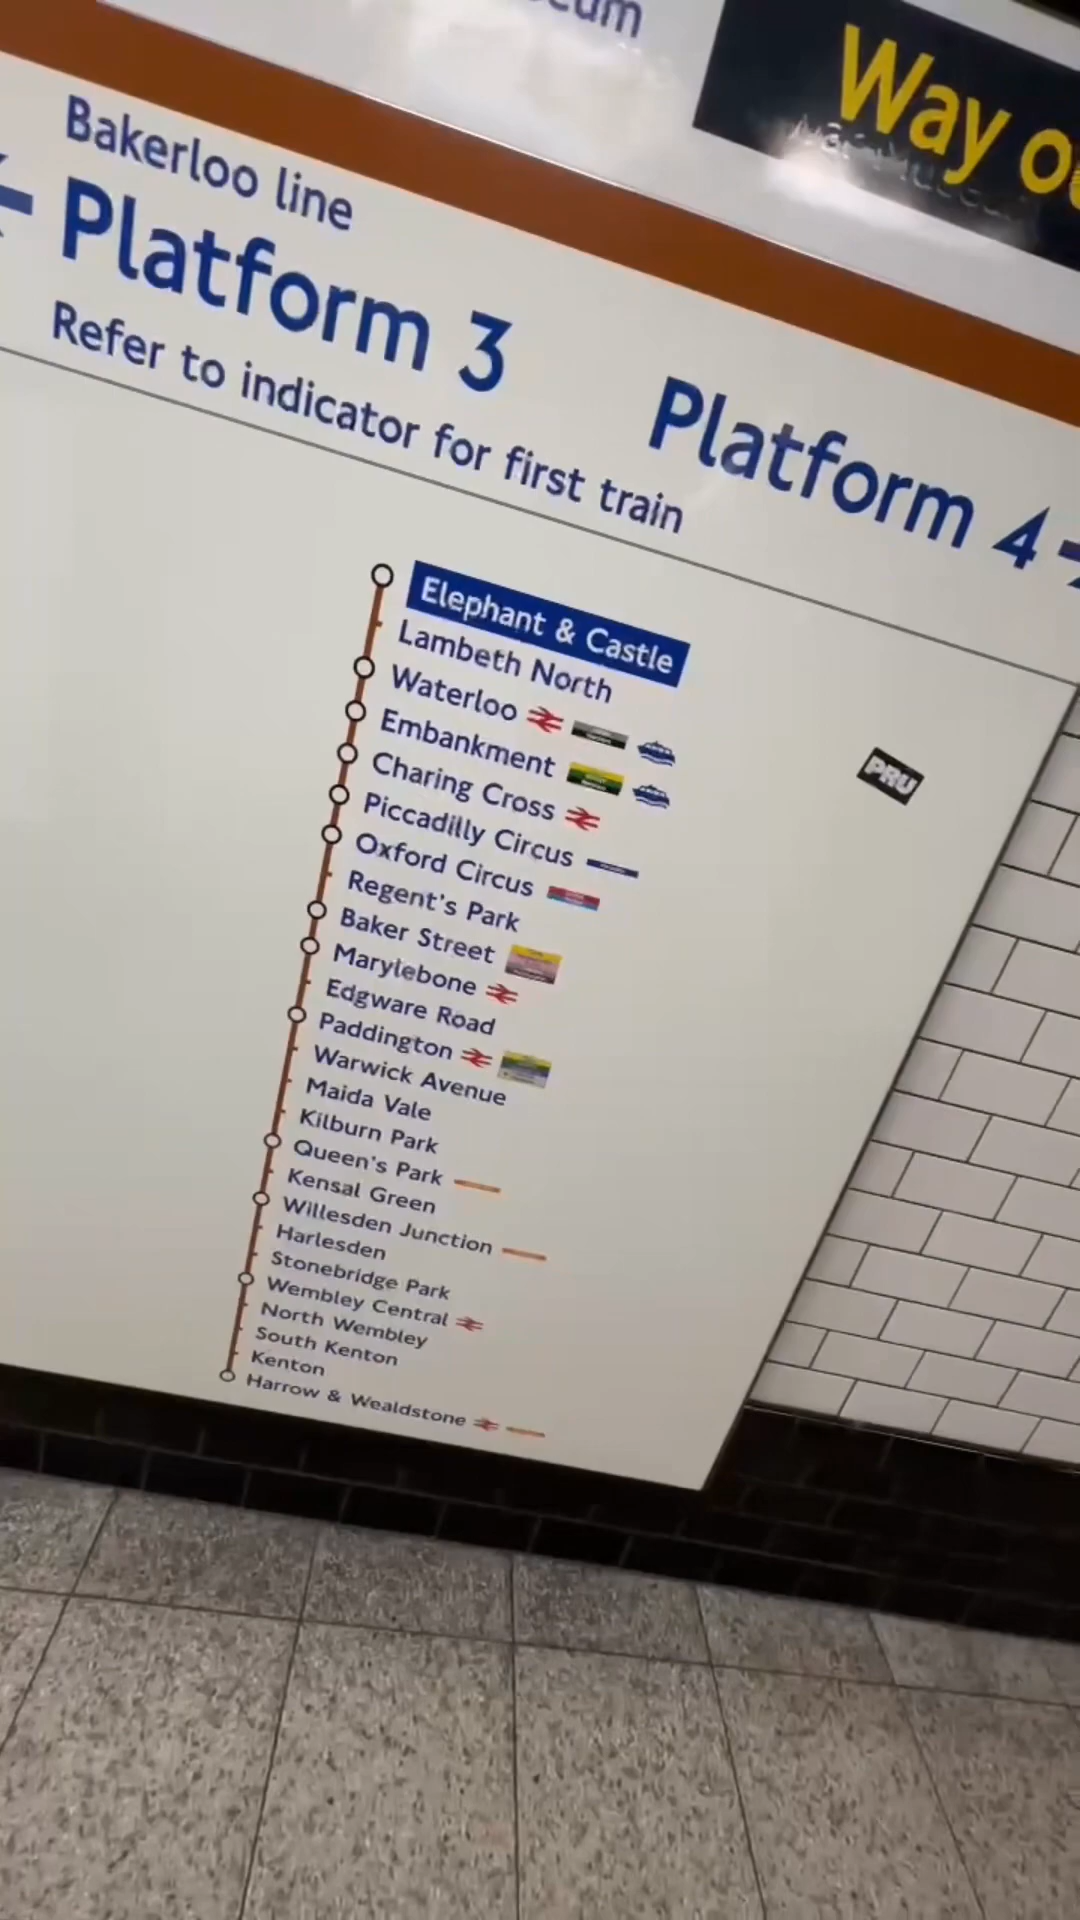 Way
Bakerloo line
Platform 3
Refer to indicator for first train
Platform 4
Elephant & Castle
Lambeth North
Waterloo
Embankment
Charing Cross
Piccadilly Circus
Oxford Circus
Regent's Park
Baker Street
Marylebone
Edgware Road
Paddington
Warwick Avenue
Maida Vale
Kilburn Park
Queen's Park
Kensal Green
Willesden Junction
Harlesden
Stonebridge Park
Wembley Central
North Wembley
South Kenton
Kenton
Harrow & Wealdstone
PRU